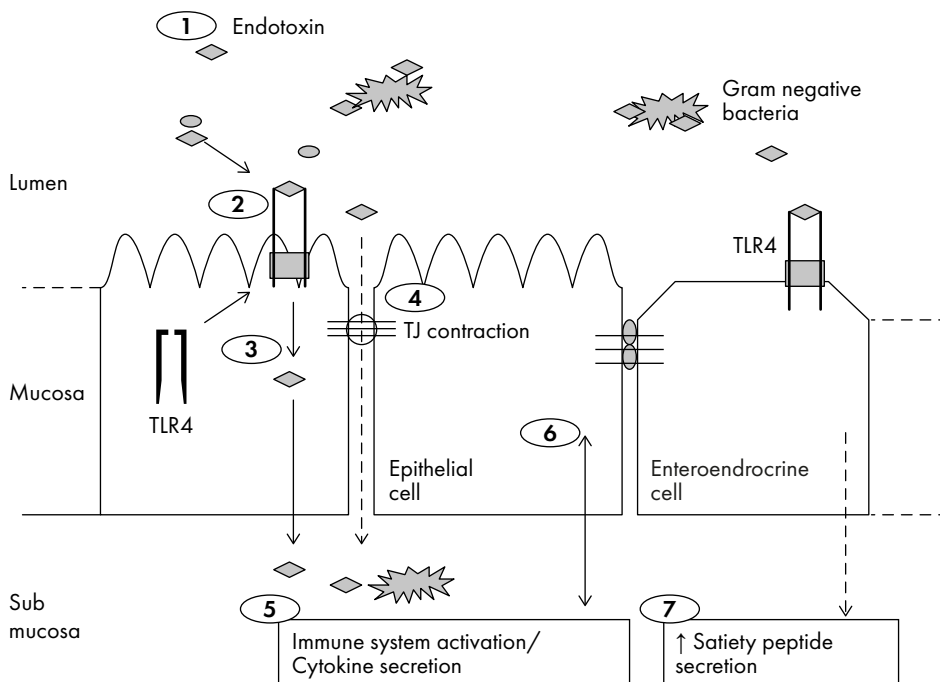 1 Endotoxin
Gram negative
bacteria
Lumen
2
TLR4
4
TJ contraction
3
Mucosa
TLR4
6
Epithelial
cell
Enteroendocrine
cell
Sub
mucosa
5
Immune system activation/
Cytokine secretion
7
↑ Satiety peptide
secretion